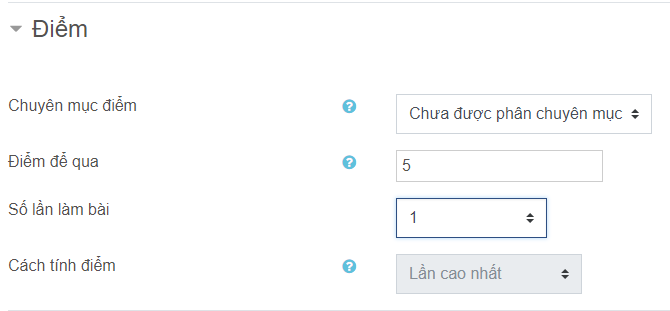 Điểm
Chuyên mục điểm
Chưa được phân chuyên mục
Điểm để qua
5
Số lần làm bài
1
Cách tính điểm
Lần cao nhất